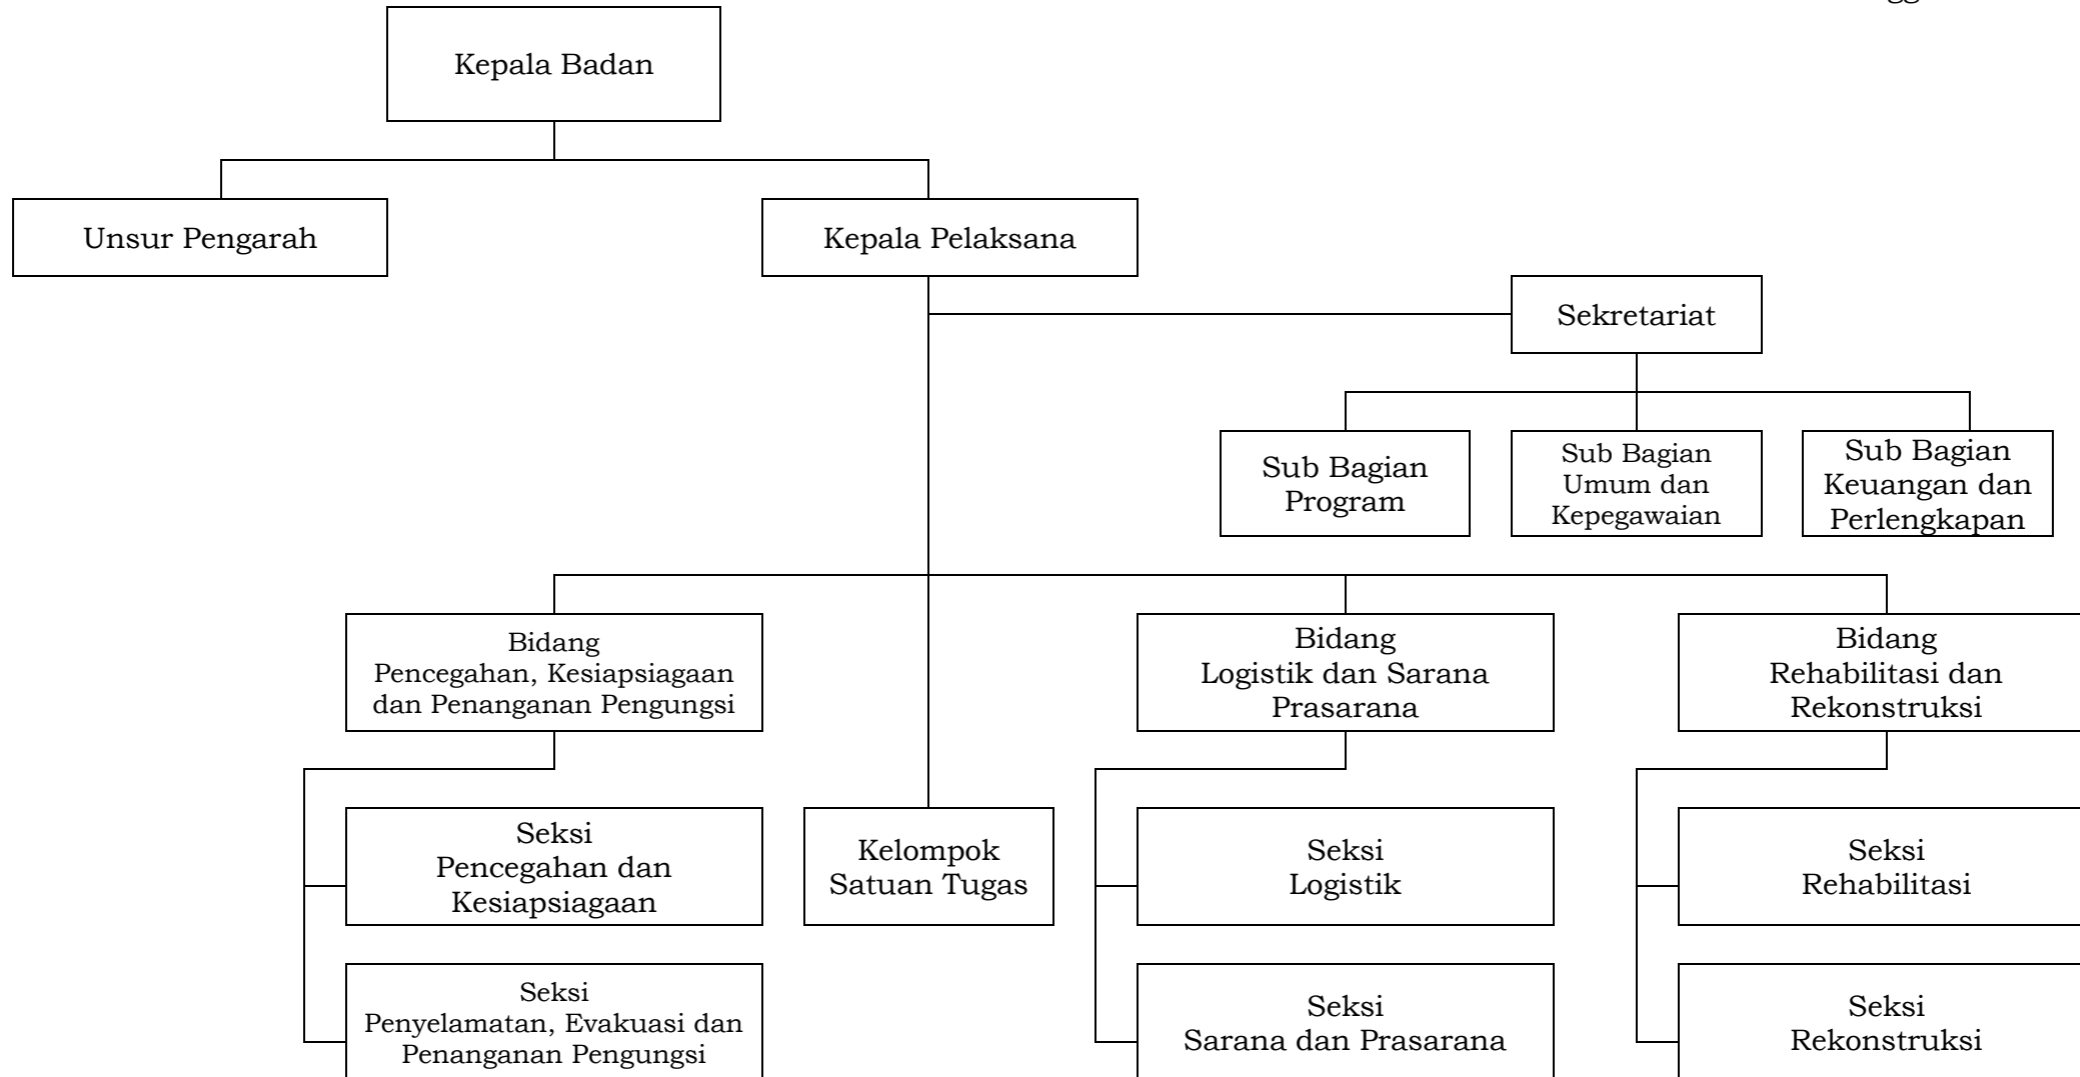 Kepala Badan
Unsur Pengarah
Kepala Pelaksana
Sekretariat
Sub Bagian
Program
Sub Bagian
Umum dan
Kepegawaian
Sub Bagian
Keuangan dan
Perlengkapan
Bidang
Pencegahan, Kesiapsiagaan
dan Penanganan Pengungsi
Bidang
Logistik dan Sarana
Prasarana
Bidang
Rehabilitasi dan
Rekonstruksi
Seksi
Pencegahan dan
Kesiapsiagaan
Kelompok
Satuan Tugas
Seksi
Logistik
Seksi
Rehabilitasi
Seksi
Penyelamatan, Evakuasi dan
Penanganan Pengungsi
Seksi
Sarana dan Prasarana
Seksi
Rekonstruksi